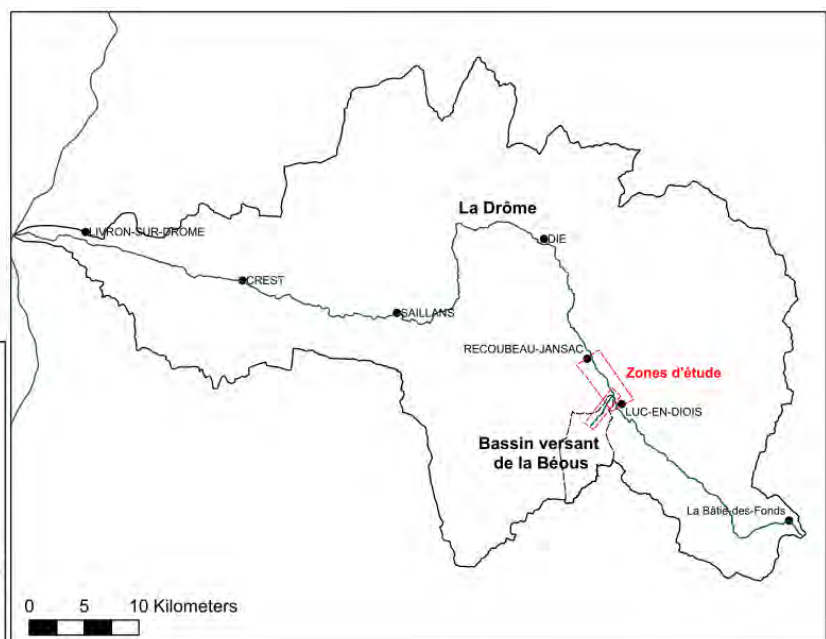 La Drôme
LIVRON-SUR-DROME
DIE
CREST
SAILLANS
RECOUBEAU-JANSAC
Zones d'étude
LUC-EN-DIOIS
Bassin versant
de la Béous
La Bâtie-des-Fonds
0 5 10 Kilometers